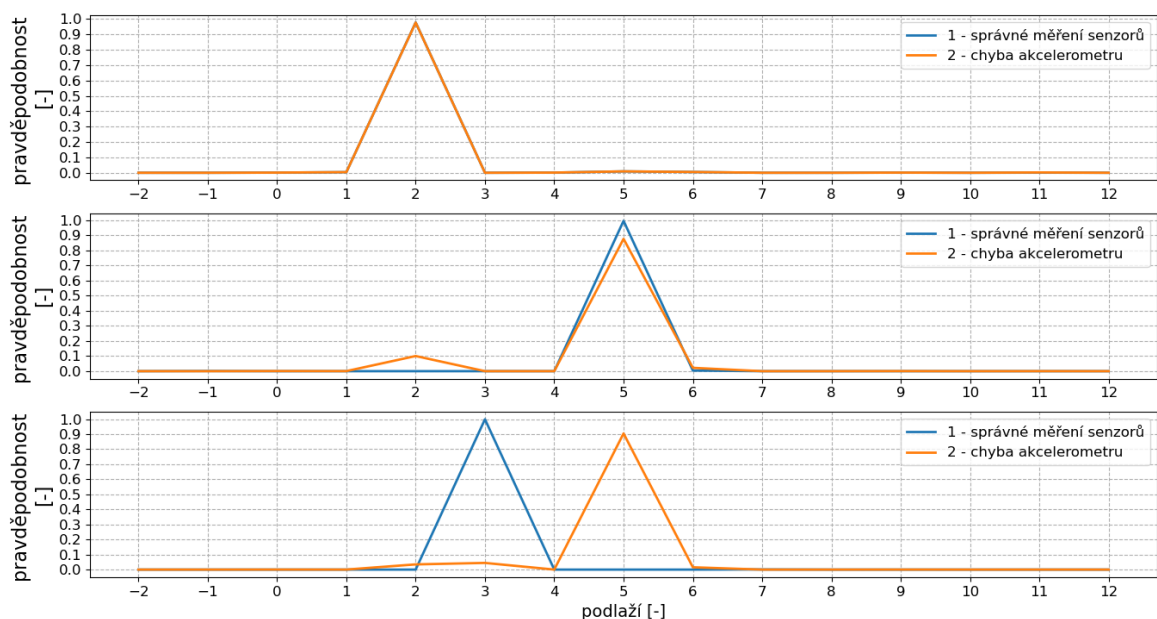 pravděpodobnost
[-]
1.0
0.9
0.8
0.7
0.6
0.5
0.4
0.3
0.2
0.1
0.0
1 - správné měření senzorů
2 - chyba akcelerometru
−2 −1 0 1 2 3 4 5 6 7 8 9 10 11 12
pravděpodobnost
[-]
1.0
0.9
0.8
0.7
0.6
0.5
0.4
0.3
0.2
0.1
0.0
1 - správné měření senzorů
2 - chyba akcelerometru
−2 −1 0 1 2 3 4 5 6 7 8 9 10 11 12
pravděpodobnost
[-]
1.0
0.9
0.8
0.7
0.6
0.5
0.4
0.3
0.2
0.1
0.0
1 - správné měření senzorů
2 - chyba akcelerometru
−2 −1 0 1 2 3 4 5 6 7 8 9 10 11 12
podlaží [-]